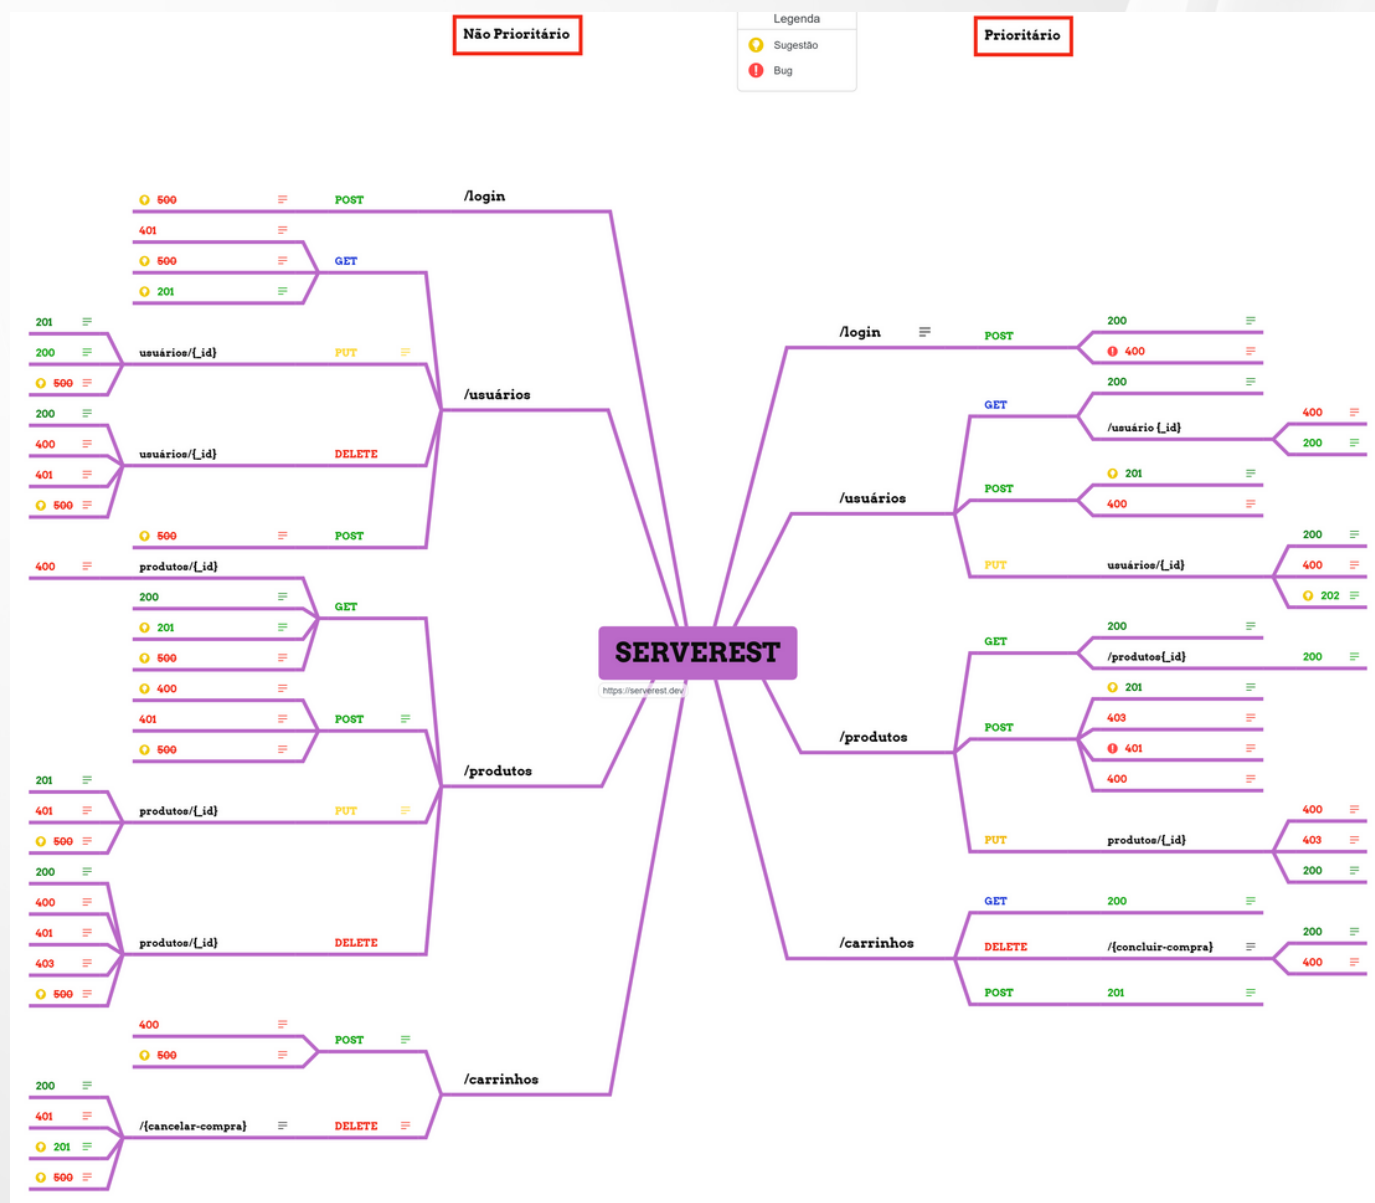 Não Prioritário
Legenda
Sugestão
Bug
Prioritário
500
POST
/login
401
500
GET
201
201
200
usuários/{_id}
PUT
500
/usuários
200
400
usuários/{_id}
DELETE
401
500
500
POST
400
produtos/{_id}
200
GET
201
500
400
401
POST
500
/produtos
201
401
produtos/{_id}
PUT
500
200
400
401
produtos/{_id}
DELETE
403
500
400
POST
500
/carrinhos
200
401
/{cancelar-compra}
DELETE
201
500
SERVEREST
https://serverest.dev
/login
POST
200
400
/usuários
GET
200
/usuário {_id}
400
200
POST
201
400
PUT
usuários/{_id}
200
400
202
/produtos
GET
200
/produtos{_id}
200
POST
201
403
401
400
PUT
produtos/{_id}
400
403
200
/carrinhos
GET
200
DELETE
/{concluir-compra}
200
400
POST
201